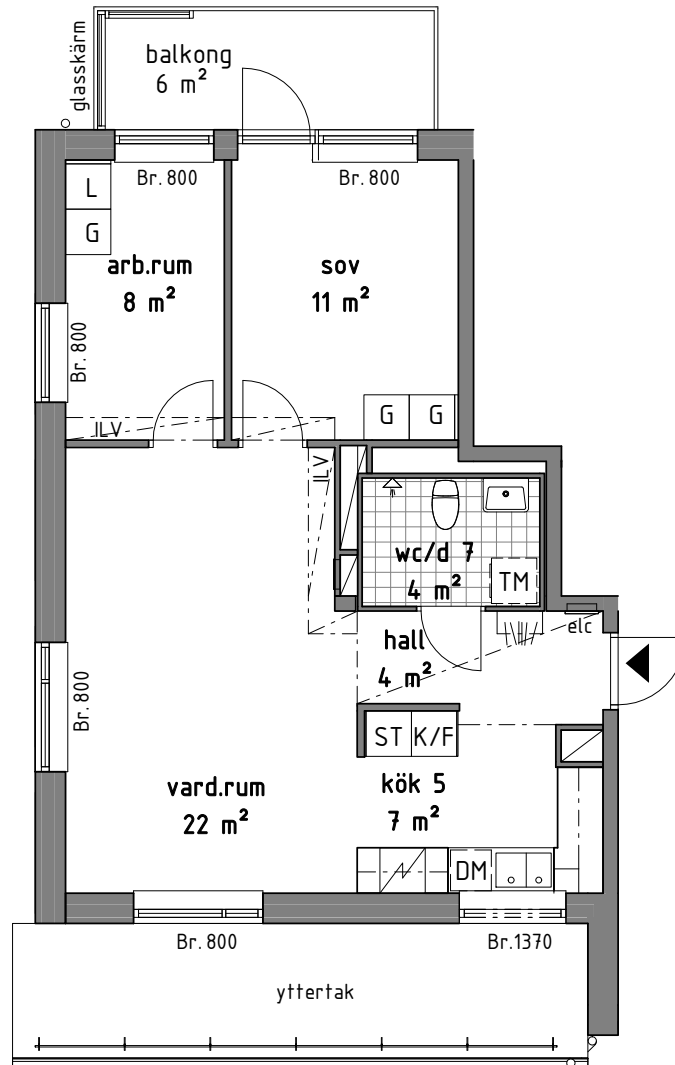 glasskärm
balkong
6 m²
Br. 800
Br. 800
L
G
arb.rum
8 m²
sov
11 m²
Br. 800
G
G
ILV
ILV
wc/d 7
4 m²
TM
hall
4 m²
elc
ST
K/F
Br. 800
vard.rum
22 m²
kök 5
7 m²
DM
Br. 800
Br.1370
yttertak